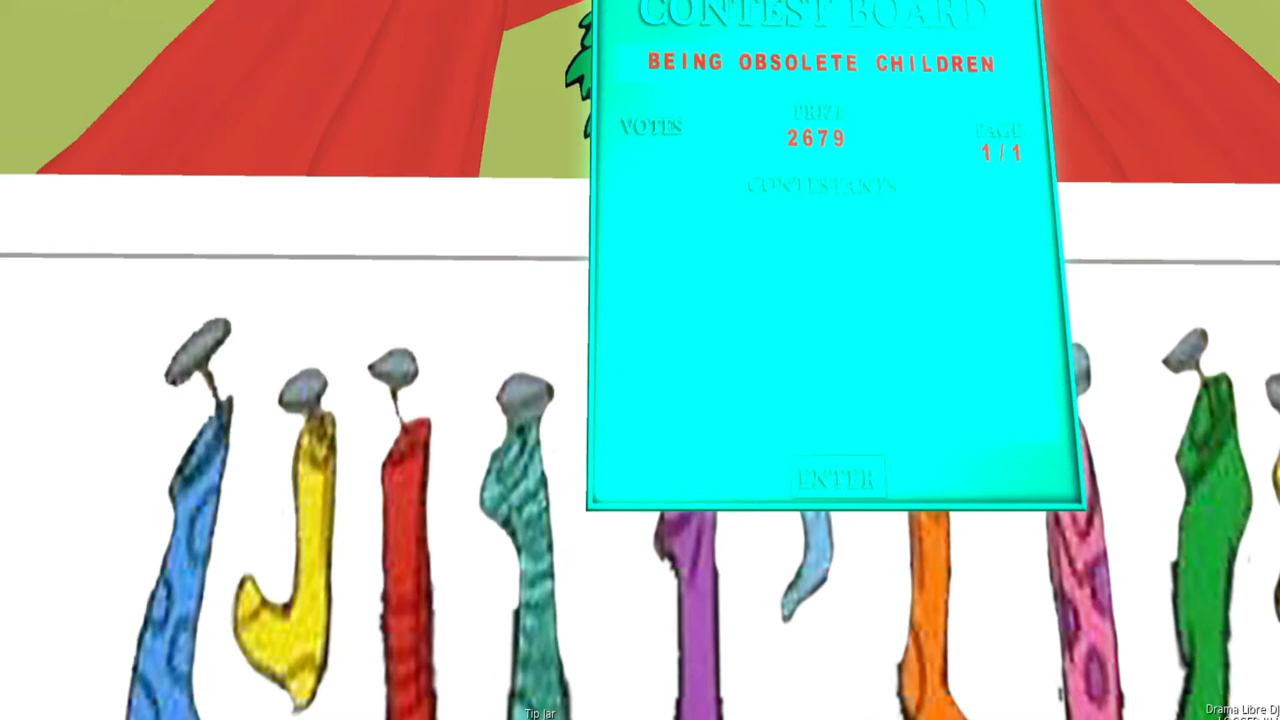 CONTEST BOARD
BEING OBSOLETE CHILDREN
PRIZE
VOTES
2679
PAGE
1/1
CONTESTANTS
ENTER
Tip Jar
Drama Libre DJ